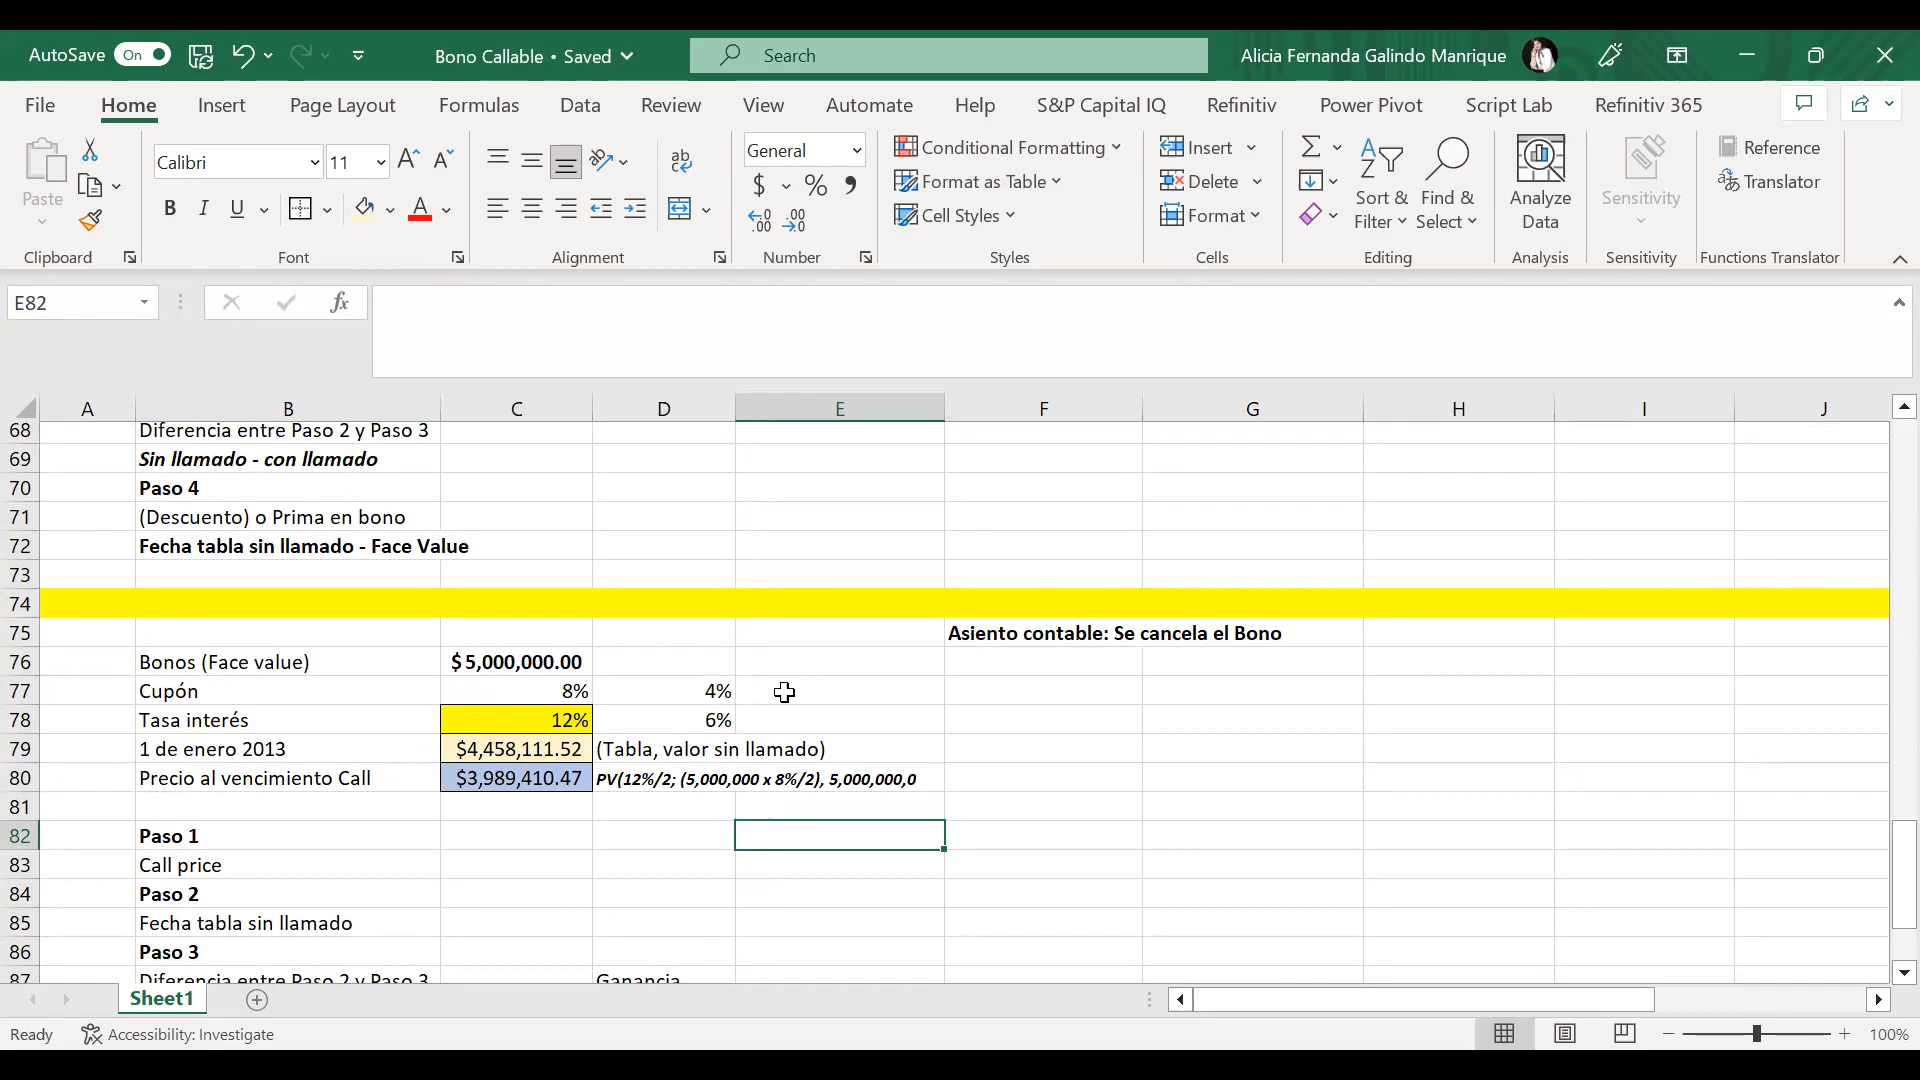 AutoSave On Bono Callable • Saved Search Alicia Fernanda Galindo Manrique
File Home Insert Page Layout Formulas Data Review View Automate Help S&P Capital IQ Refinitiv Power Pivot Script Lab Refinitiv 365
Paste
Calibri 11
B I U
ab
General
$ % 9
Conditional Formatting
Format as Table
Cell Styles
Insert
Delete
Format
Sort & Filter
Find & Select
Analyze Data
Sensitivity
Reference
Translator
Clipboard Font Alignment Number Styles Cells Editing Analysis Sensitivity Functions Translator
E82 fx
A B C D E F G H I J
68 Diferencia entre Paso 2 y Paso 3
69 Sin llamado - con llamado
70 Paso 4
71 (Descuento) o Prima en bono
72 Fecha tabla sin llamado - Face Value
73
74
75 Asiento contable: Se cancela el Bono
76 Bonos (Face value) $ 5,000,000.00
77 Cupón 8% 4%
78 Tasa interés 12% 6%
79 1 de enero 2013 $4,458,111.52 (Tabla, valor sin llamado)
80 Precio al vencimiento Call $3,989,410.47 PV(12%/2; (5,000,000 x 8%/2), 5,000,000,0
81
82 Paso 1
83 Call price
84 Paso 2
85 Fecha tabla sin llamado
86 Paso 3
87 Diferencia entre Paso 2 y Paso 3 Ganancia
Sheet1
Ready Accessibility: Investigate 100%